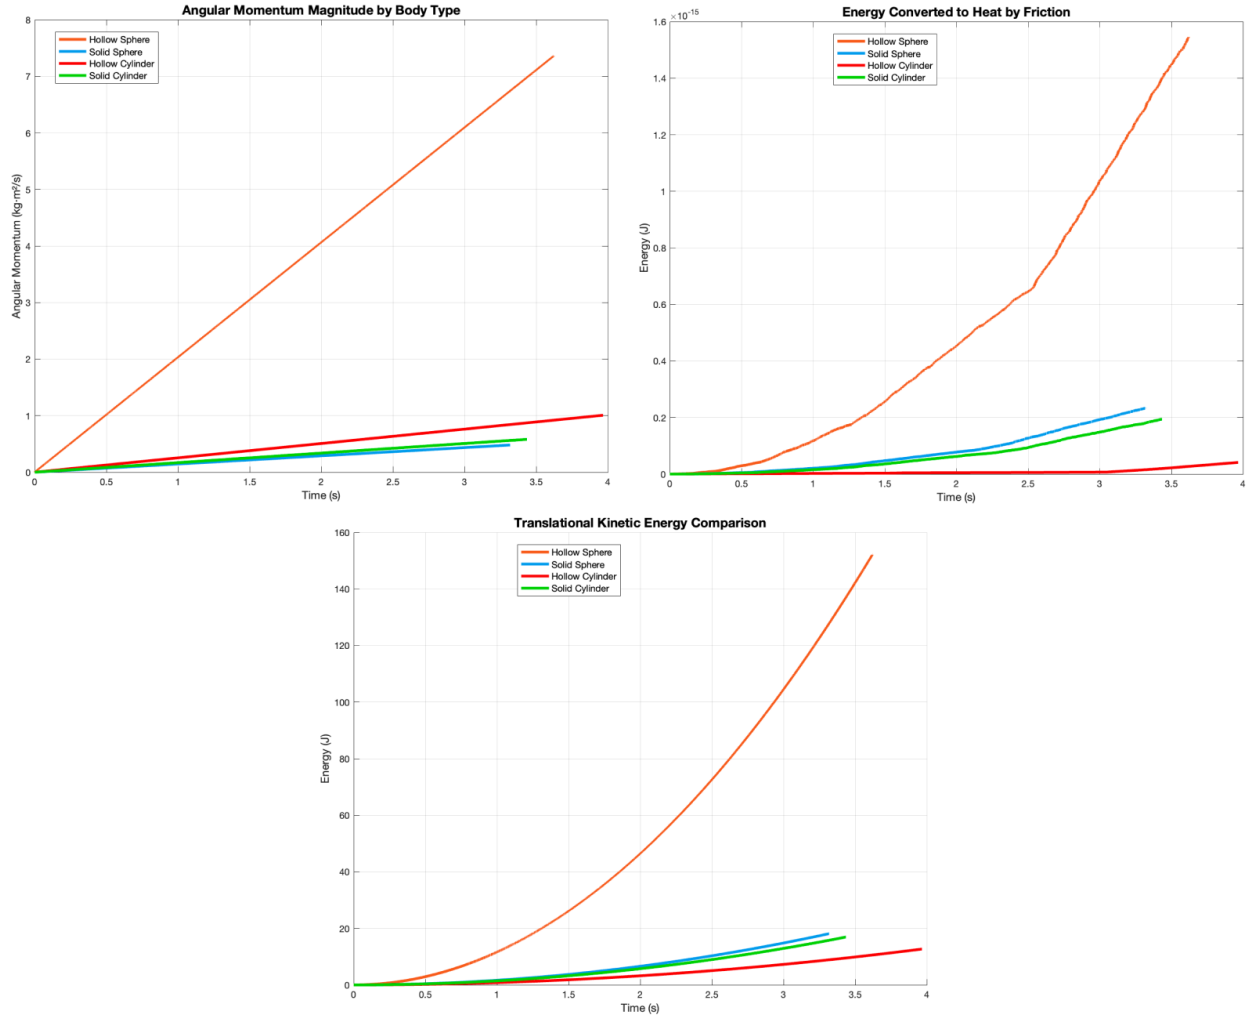 Angular Momentum Magnitude by Body Type
Hollow Sphere
Solid Sphere
Hollow Cylinder
Solid Cylinder
Angular Momentum (kg·m²/s)
8
7
6
5
4
3
2
1
0
0 0.5 1 1.5 2 2.5 3 3.5 4
Time (s)
Energy Converted to Heat by Friction
×10⁻¹⁵
Hollow Sphere
Solid Sphere
Hollow Cylinder
Solid Cylinder
Energy (J)
1.6
1.4
1.2
1
0.8
0.6
0.4
0.2
0
0 0.5 1 1.5 2 2.5 3 3.5 4
Time (s)
Translational Kinetic Energy Comparison
Hollow Sphere
Solid Sphere
Hollow Cylinder
Solid Cylinder
Energy (J)
160
140
120
100
80
60
40
20
0
0 0.5 1 1.5 2 2.5 3 3.5 4
Time (s)